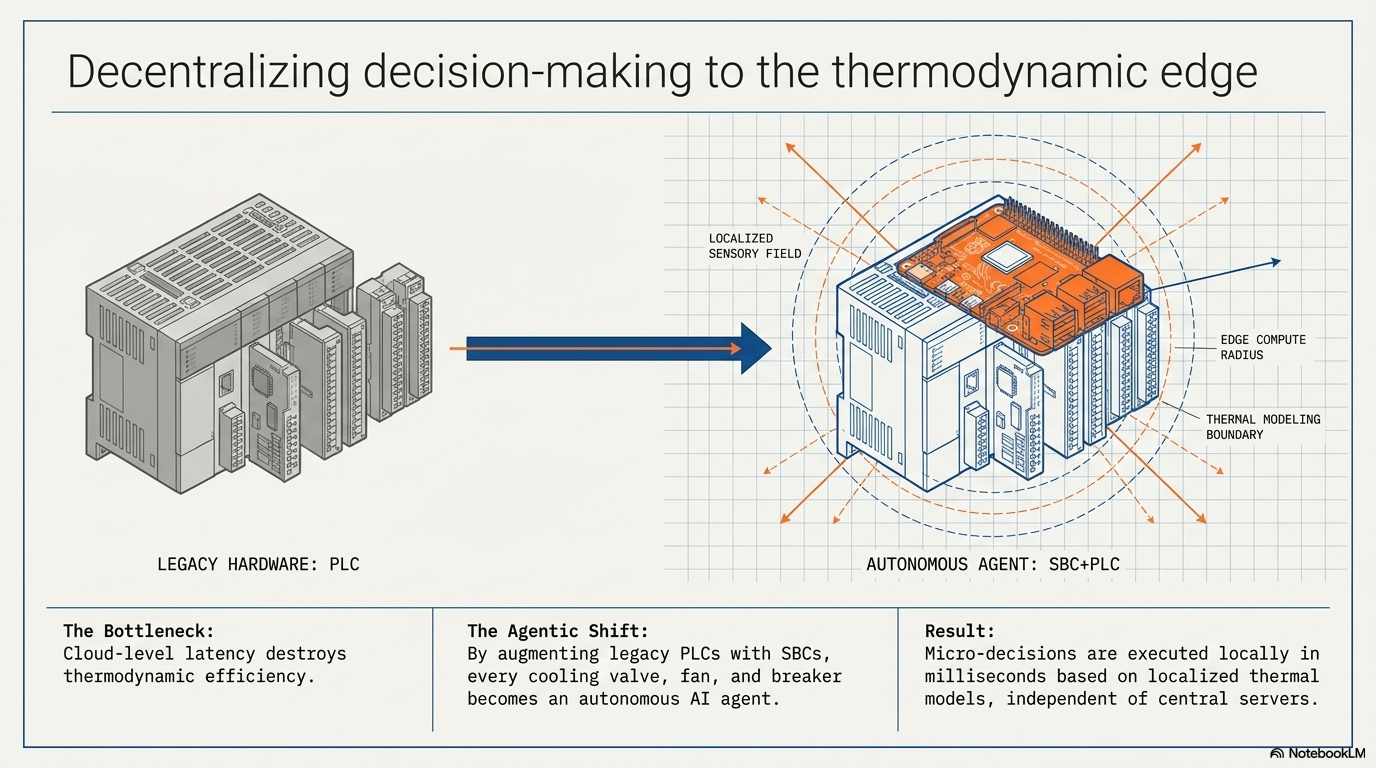 Decentralizing decision-making to the thermodynamic edge
LOCALIZED
SENSORY FIELD
EDGE COMPUTE
RADIUS
THERMAL MODELING
BOUNDARY
LEGACY HARDWARE: PLC
AUTONOMOUS AGENT: SBC+PLC
The Bottleneck:
Cloud-level latency destroys
thermodynamic efficiency.
The Agentic Shift:
By augmenting legacy PLCs with SBCs,
every cooling valve, fan, and breaker
becomes an autonomous AI agent.
Result:
Micro-decisions are executed locally in
milliseconds based on localized thermal
models, independent of central servers.
NotebookLM